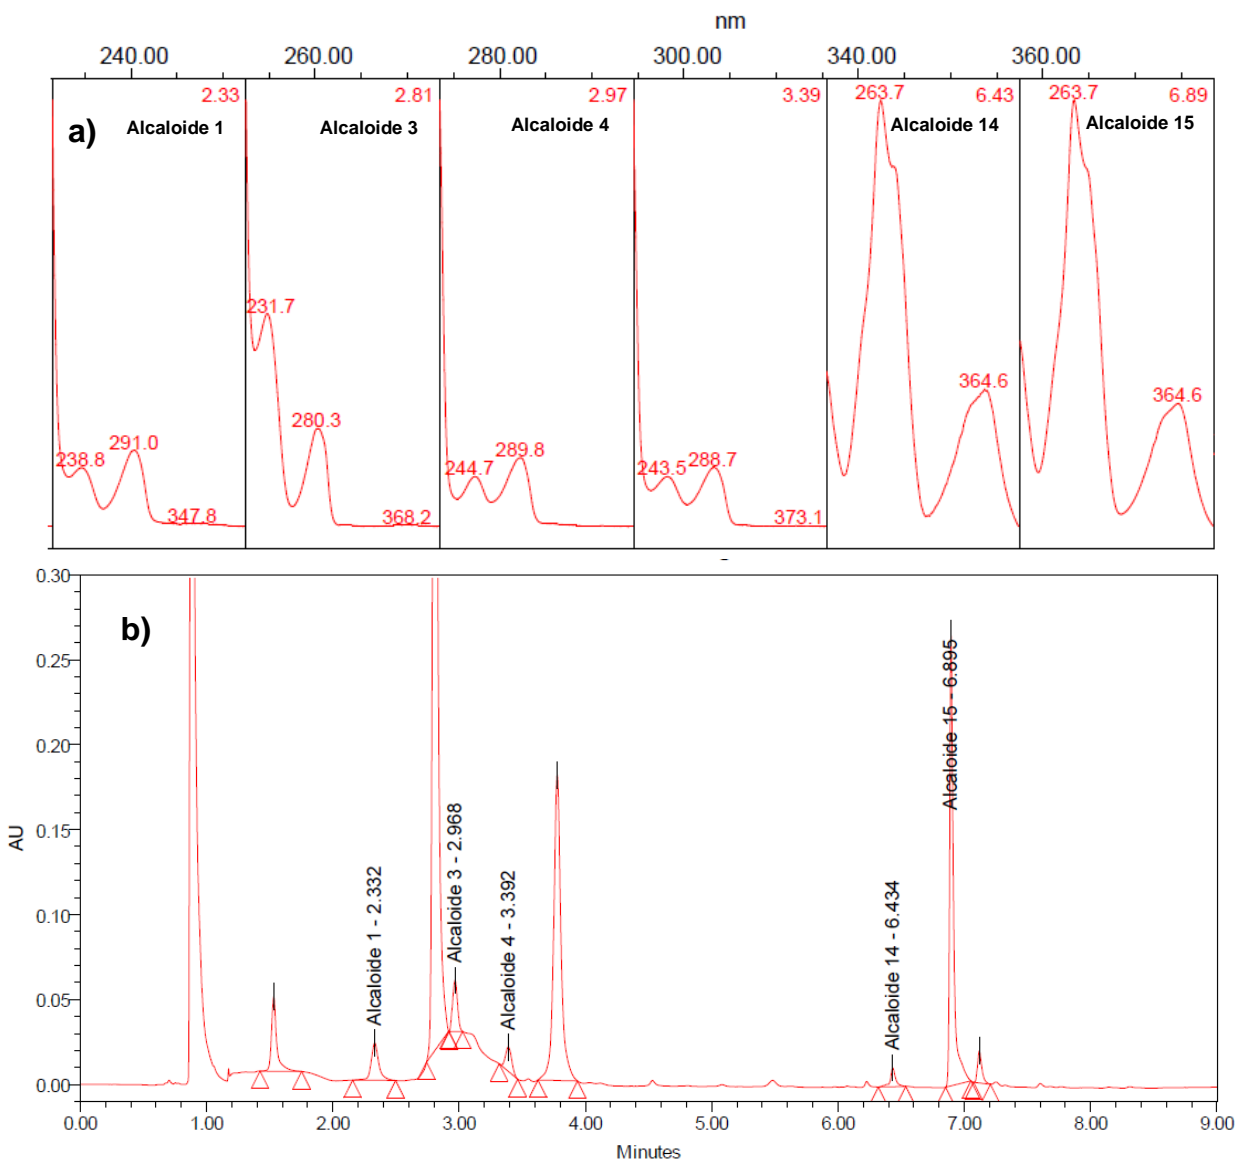 nm
240.00 260.00 280.00 300.00 340.00 360.00
2.33 2.81 2.97 3.39 263.7 6.43 263.7 6.89
a) Alcaloide 1 Alcaloide 3 Alcaloide 4 Alcaloide 14 Alcaloide 15
231.7
364.6
364.6
280.3
291.0
289.8
238.8
288.7
244.7
243.5
347.8
368.2
373.1
0.30
b)
0.25
0.20
0.15
0.10
0.05
0.00
AU
Alcaloide 1 - 2.332
Alcaloide 3 - 2.968
Alcaloide 4 - 3.392
Alcaloide 14 - 6.434
Alcaloide 15 - 6.895
0.00 1.00 2.00 3.00 4.00 5.00 6.00 7.00 8.00 9.00
Minutes